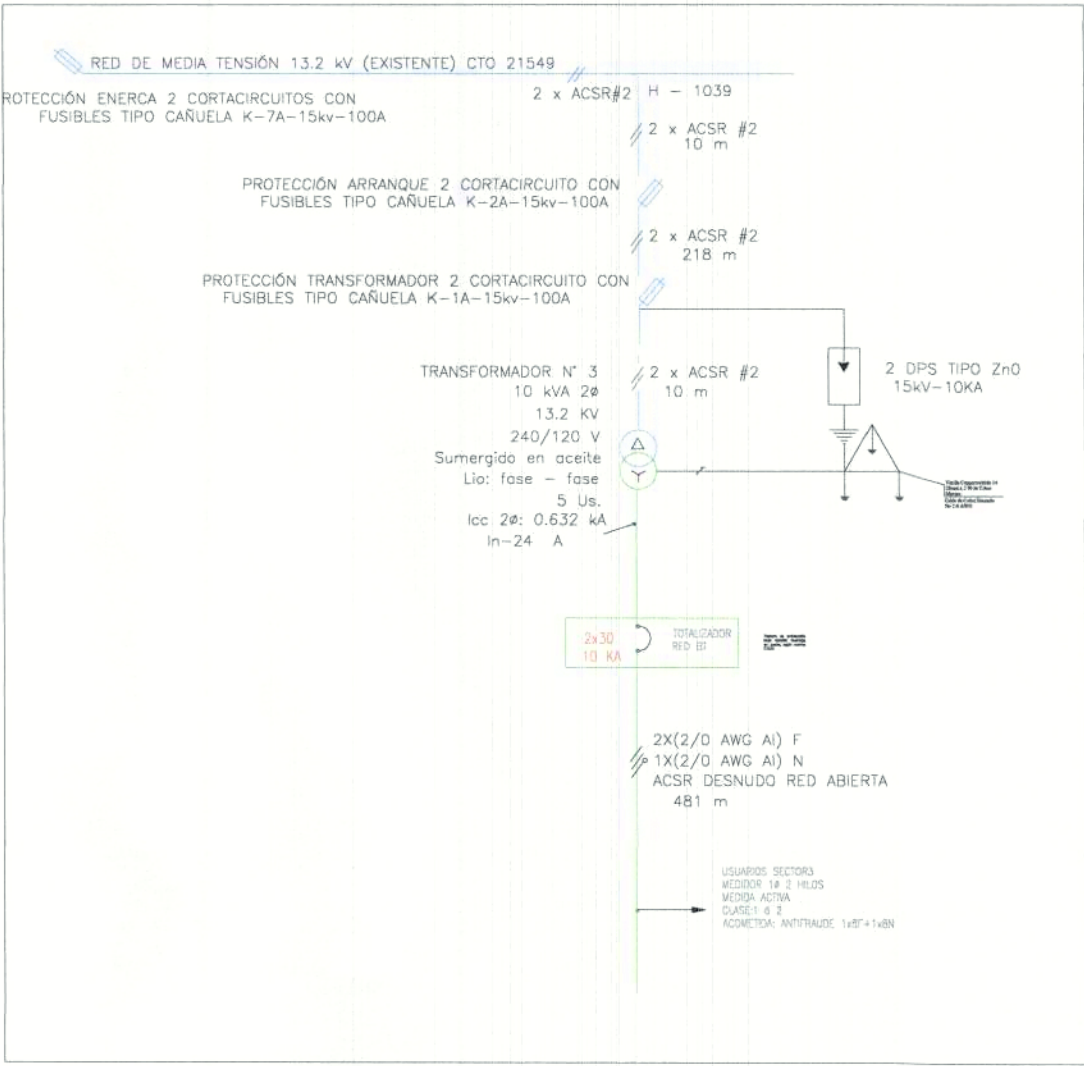 RED DE MEDIA TENSIÓN 13.2 kV (EXISTENTE) CTO 21549
ROTECCIÓN ENERCA 2 CORTACIRCUITOS CON
FUSIBLES TIPO CAÑUELA K-7A-15kv-100A
2 x ACSR#2 H - 1039
2 x ACSR #2
10 m
PROTECCIÓN ARRANQUE 2 CORTACIRCUITO CON
FUSIBLES TIPO CAÑUELA K-2A-15kv-100A
2 x ACSR #2
218 m
PROTECCIÓN TRANSFORMADOR 2 CORTACIRCUITO CON
FUSIBLES TIPO CAÑUELA K-1A-15kv-100A
TRANSFORMADOR N° 3
10 kVA 2ø
13.2 KV
240/120 V
Sumergido en aceite
Lio: fase - fase
5 Us.
Icc 2ø: 0.632 kA
In-24 A
2 x ACSR #2
10 m
2 DPS TIPO ZnO
15kV-10KA
2x30
10 KA
TOTALIZADOR
RED BT
2X(2/0 AWG Al) F
1X(2/0 AWG Al) N
ACSR DESNUDO RED ABIERTA
481 m
USUARIOS SECTOR3
MEDIDOR 1ø 2 HILOS
MEDIDA ACTIVA
CLASE:1 ó 2
ACOMETIDA: ANTIFRAUDE 1x8F+1x8N